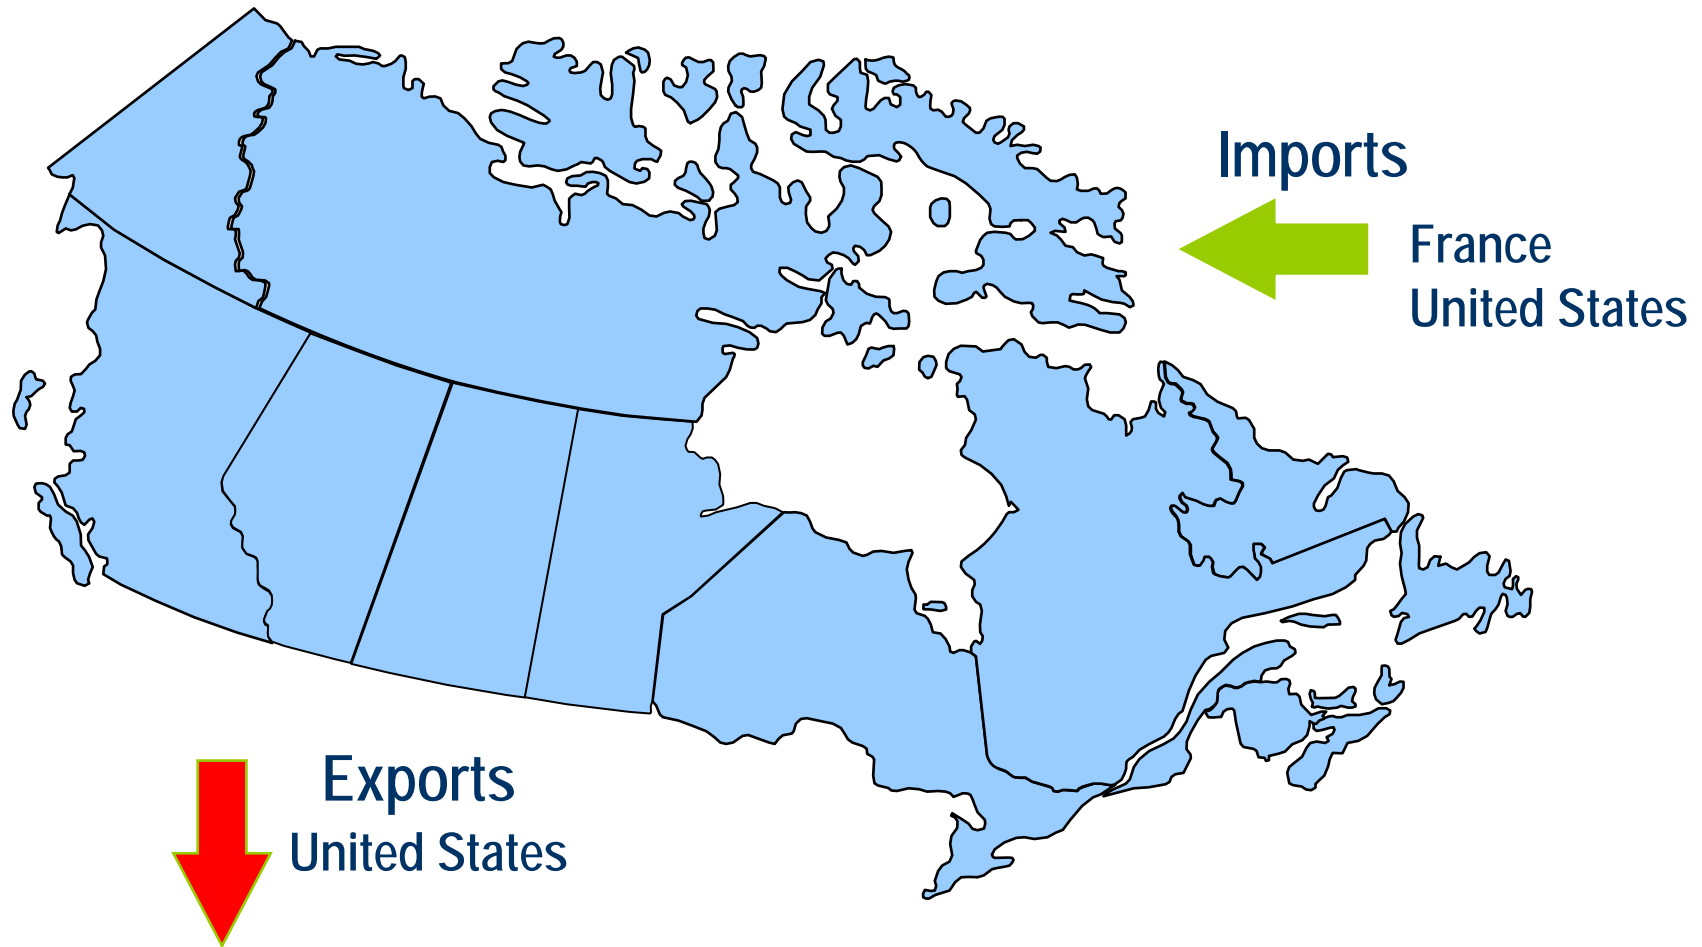 Imports
France
United States
Exports
United States